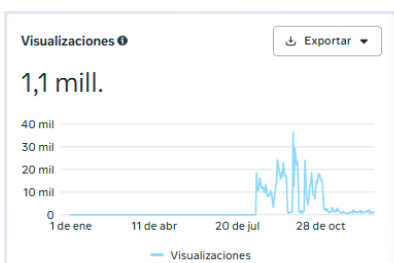 Visualizaciones
Exportar
1,1 mill.
40 mil
30 mil
20 mil
10 mil
0
1 de ene 11 de abr 20 de jul 28 de oct
Visualizaciones